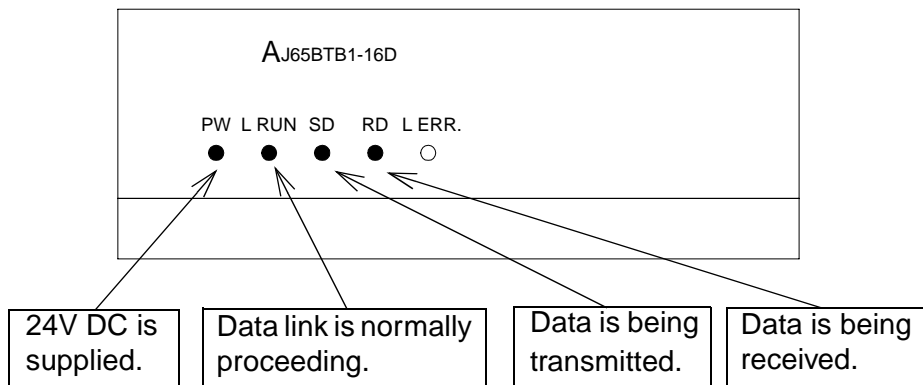 AJ65BTB1-16D
PW L RUN SD RD L ERR.
24V DC is
supplied.
Data link is normally
proceeding.
Data is being
transmitted.
Data is being
received.